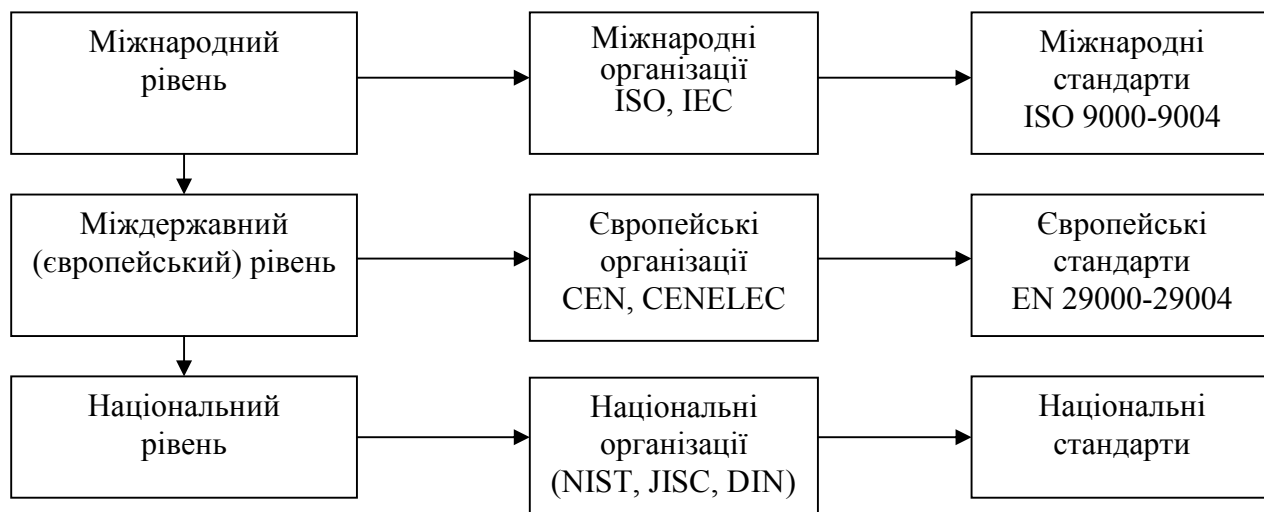 Міжнародний
рівень
Міжнародні
організації
ISO, IEC
Міжнародні
стандарти
ISO 9000-9004
Міждержавний
(європейський) рівень
Європейські
організації
CEN, CENELEC
Європейські
стандарти
EN 29000-29004
Національний
рівень
Національні
організації
(NIST, JISC, DIN)
Національні
стандарти